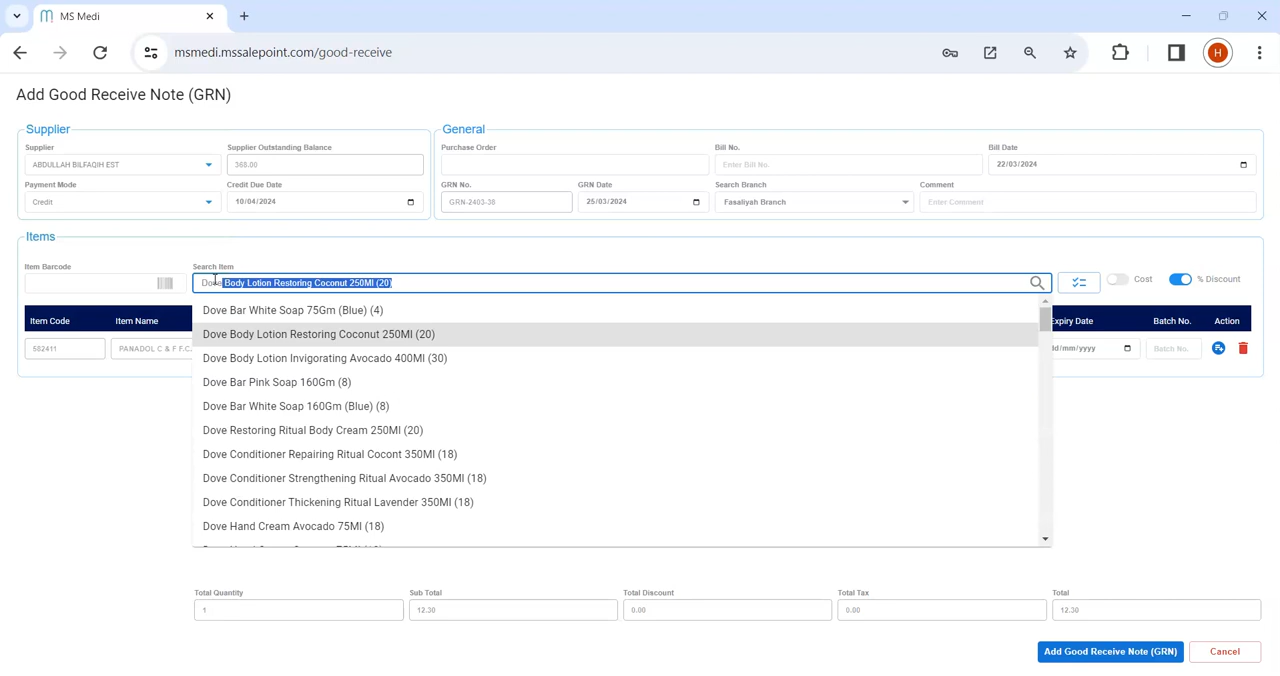 MS Medi
msmedi.mssalepoint.com/good-receive
H
Add Good Receive Note (GRN)
Supplier
General
Supplier
Supplier Outstanding Balance
Purchase Order
Bill No.
Bill Date
ABDULLAH BILFAQIH EST
368.00
Enter Bill No.
22/03/2024
Payment Mode
Credit Due Date
GRN No.
GRN Date
Search Branch
Comment
Credit
10/04/2024
GRN-2403-38
25/03/2024
Fasaliyah Branch
Enter Comment
Items
Item Barcode
Search Item
Dove Body Lotion Restoring Coconut 250Ml (20)
Cost
% Discount
Item Code
Item Name
Expiry Date
Batch No.
Action
582411
PANADOL C & F F.C.
dd/mm/yyyy
Batch No.
Dove Bar White Soap 75Gm (Blue) (4)
Dove Body Lotion Restoring Coconut 250Ml (20)
Dove Body Lotion Invigorating Avocado 400Ml (30)
Dove Bar Pink Soap 160Gm (8)
Dove Bar White Soap 160Gm (Blue) (8)
Dove Restoring Ritual Body Cream 250Ml (20)
Dove Conditioner Repairing Ritual Cocont 350Ml (18)
Dove Conditioner Strengthening Ritual Avocado 350Ml (18)
Dove Conditioner Thickening Ritual Lavender 350Ml (18)
Dove Hand Cream Avocado 75Ml (18)
Total Quantity
Sub Total
Total Discount
Total Tax
Total
1
12.30
0.00
0.00
12.30
Add Good Receive Note (GRN)
Cancel